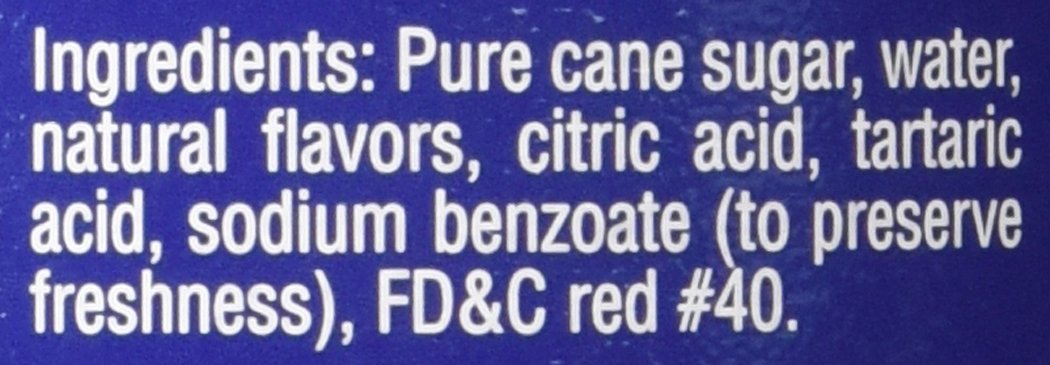 Ingredients: Pure cane sugar, water,
natural flavors, citric acid, tartaric
acid, sodium benzoate (to preserve
freshness), FD&C red #40.